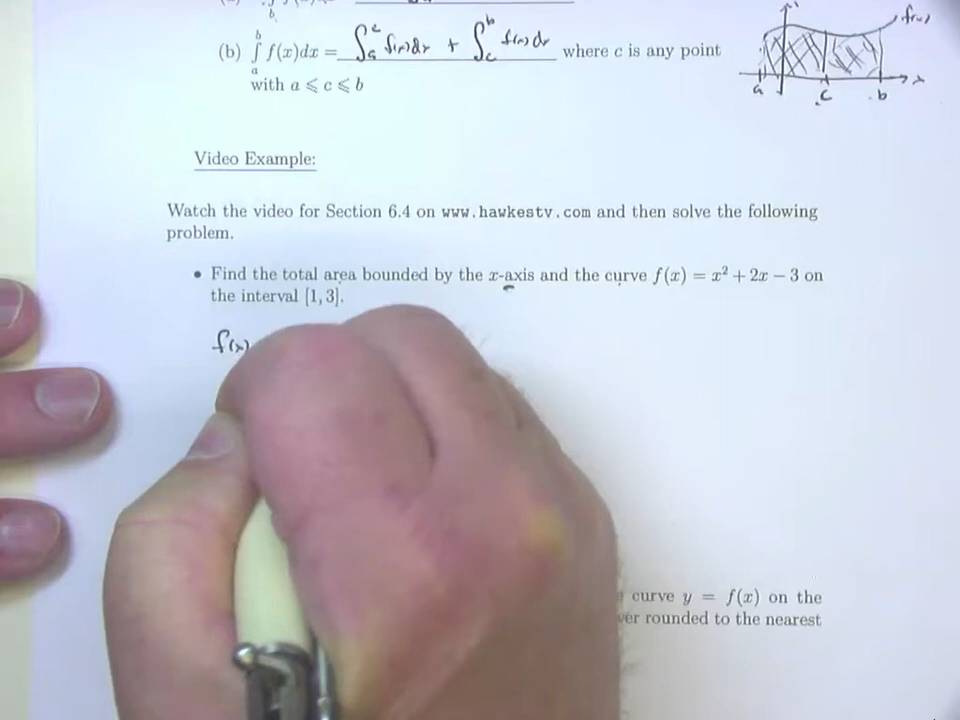 (b) ∫_a^b f(x)dx = ∫_a^c f(x)dx + ∫_c^b f(x)dx where c is any point
with a ⩽ c ⩽ b
f(x)
x
a c b
Video Example:
Watch the video for Section 6.4 on www.hawkestv.com and then solve the following
problem.
• Find the total area bounded by the x-axis and the curve f(x) = x² + 2x − 3 on
the interval [1, 3].
f(x)
curve y = f(x) on the
rounded to the nearest